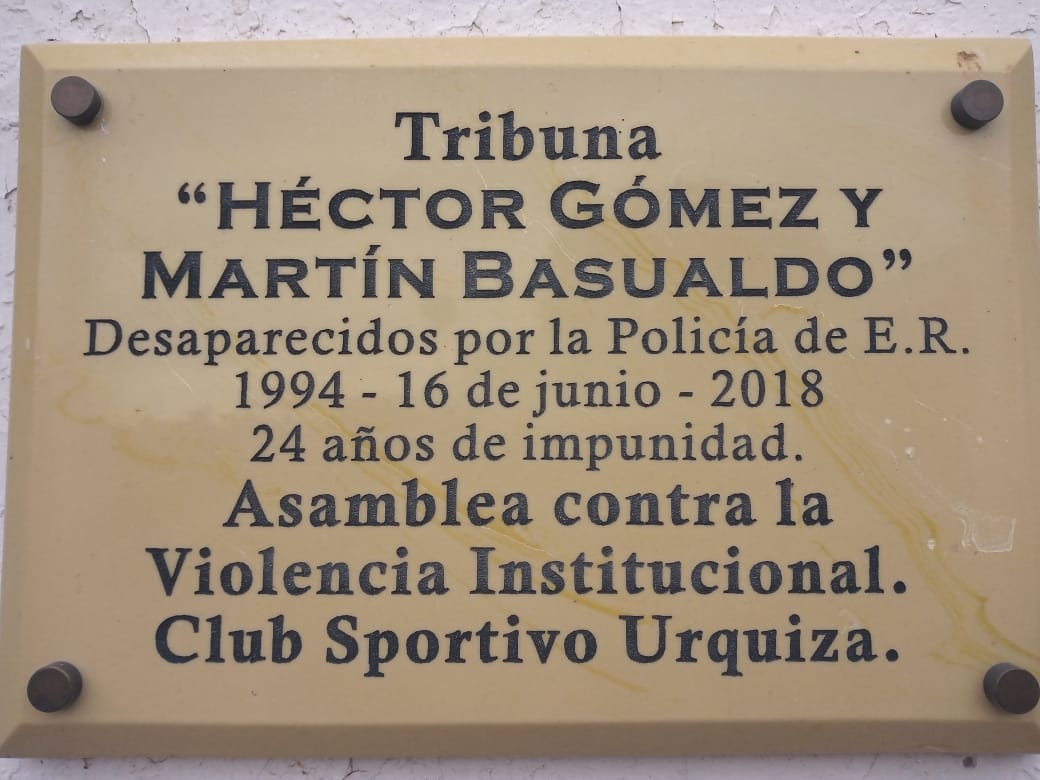 Tribuna
“HÉCTOR GÓMEZ Y
MARTÍN BASUALDO”
Desaparecidos por la Policía de E.R.
1994 - 16 de junio - 2018
24 años de impunidad.
Asamblea contra la
Violencia Institucional.
Club Sportivo Urquiza.